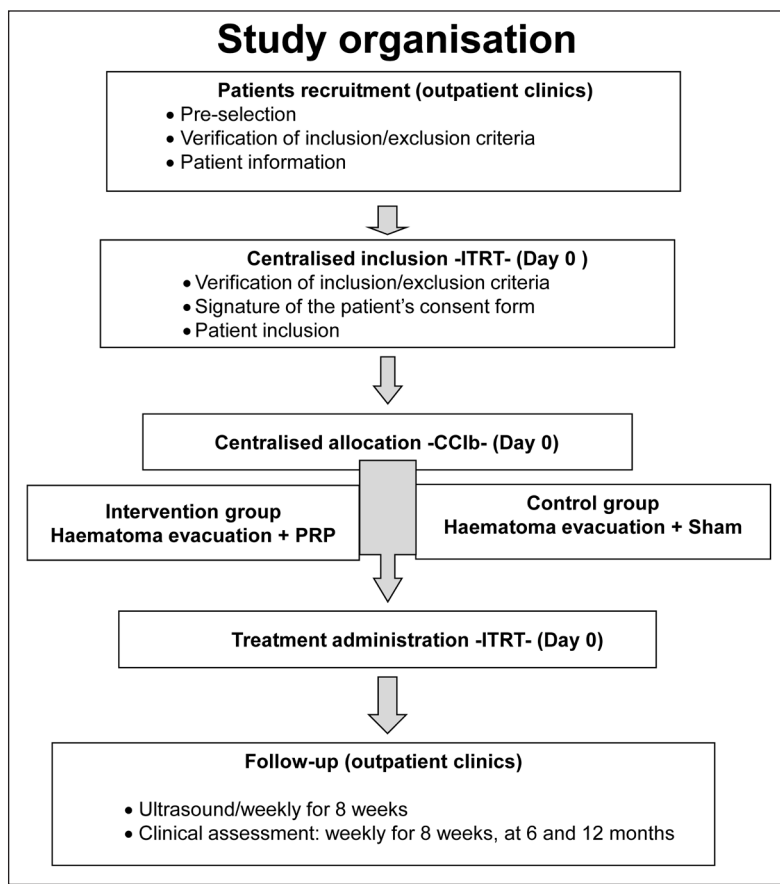 Study organisation
Patients recruitment (outpatient clinics)
• Pre-selection
• Verification of inclusion/exclusion criteria
• Patient information
Centralised inclusion -ITRT- (Day 0 )
• Verification of inclusion/exclusion criteria
• Signature of the patient's consent form
• Patient inclusion
Centralised allocation -CCIb- (Day 0)
Intervention group
Haematoma evacuation + PRP
Control group
Haematoma evacuation + Sham
Treatment administration -ITRT- (Day 0)
Follow-up (outpatient clinics)
• Ultrasound/weekly for 8 weeks
• Clinical assessment: weekly for 8 weeks, at 6 and 12 months